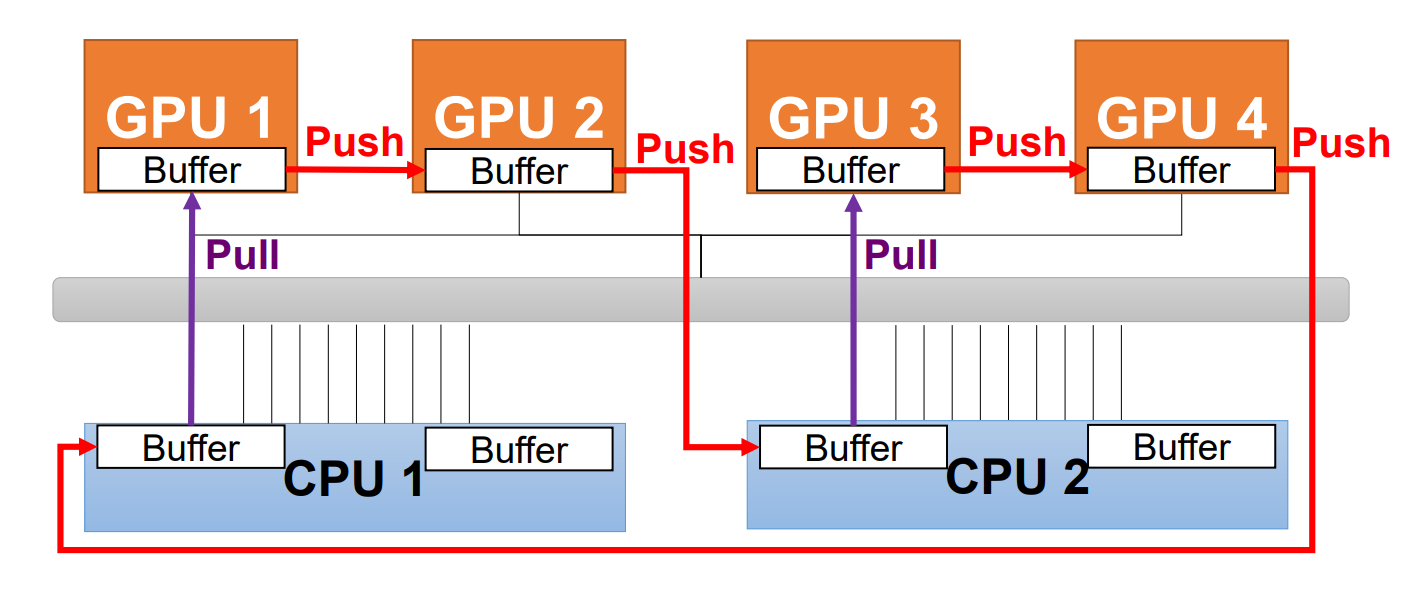 GPU 1
GPU 2
GPU 3
GPU 4
Push
Push
Push
Push
Buffer
Buffer
Buffer
Buffer
Pull
Pull
Buffer
Buffer
Buffer
Buffer
CPU 1
CPU 2